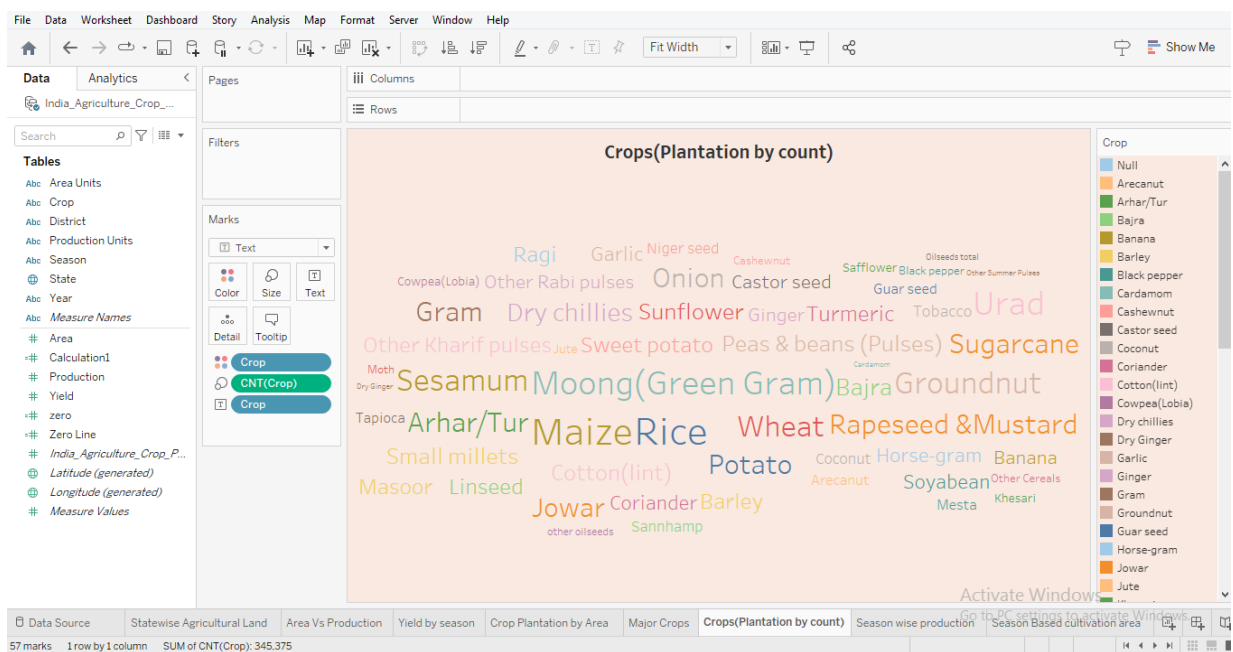 File Data Worksheet Dashboard Story Analysis Map Format Server Window Help
Fit Width
Show Me
Data Analytics
India_Agriculture_Crop_...
Search
Tables
Abc Area Units
Abc Crop
Abc District
Abc Production Units
Abc Season
State
Abc Year
Abc Measure Names
# Area
=# Calculation1
# Production
# Yield
=# zero
=# Zero Line
# India_Agriculture_Crop_P...
Latitude (generated)
Longitude (generated)
# Measure Values
Pages
Filters
Marks
T Text
Color Size Text
Detail Tooltip
Crop
CNT(Crop)
Crop
iii Columns
Rows
Crops(Plantation by count)
Ragi Garlic Niger seed Cashewnut Oilseeds total
Cowpea(Lobia) Other Rabi pulses Onion Castor seed Safflower Black pepper Other Summer Pulses
Guar seed
Gram Dry chillies Sunflower Ginger Turmeric Tobacco Urad
Other Kharif pulses Jute Sweet potato Peas & beans (Pulses) Sugarcane
Moth Cardamom
Dry Ginger Sesamum Moong(Green Gram) Bajra Groundnut
Tapioca Arhar/Tur Maize Rice Wheat Rapeseed &Mustard
Small millets Cotton(lint) Potato Coconut Horse-gram Banana
Masoor Linseed Arecanut Soyabean Other Cereals
Jowar Coriander Barley Mesta Khesari
other oilseeds Sannhamp
Crop
Null
Arecanut
Arhar/Tur
Bajra
Banana
Barley
Black pepper
Cardamom
Cashewnut
Castor seed
Coconut
Coriander
Cotton(lint)
Cowpea(Lobia)
Dry chillies
Dry Ginger
Garlic
Ginger
Gram
Groundnut
Guar seed
Horse-gram
Jowar
Jute
Activate Windows
Go to PC settings to activate Windows.
Data Source Statewise Agricultural Land Area Vs Production Yield by season Crop Plantation by Area Major Crops Crops(Plantation by count) Season wise production Season Based cultivation area
57 marks 1 row by 1 column SUM of CNT(Crop): 345,375